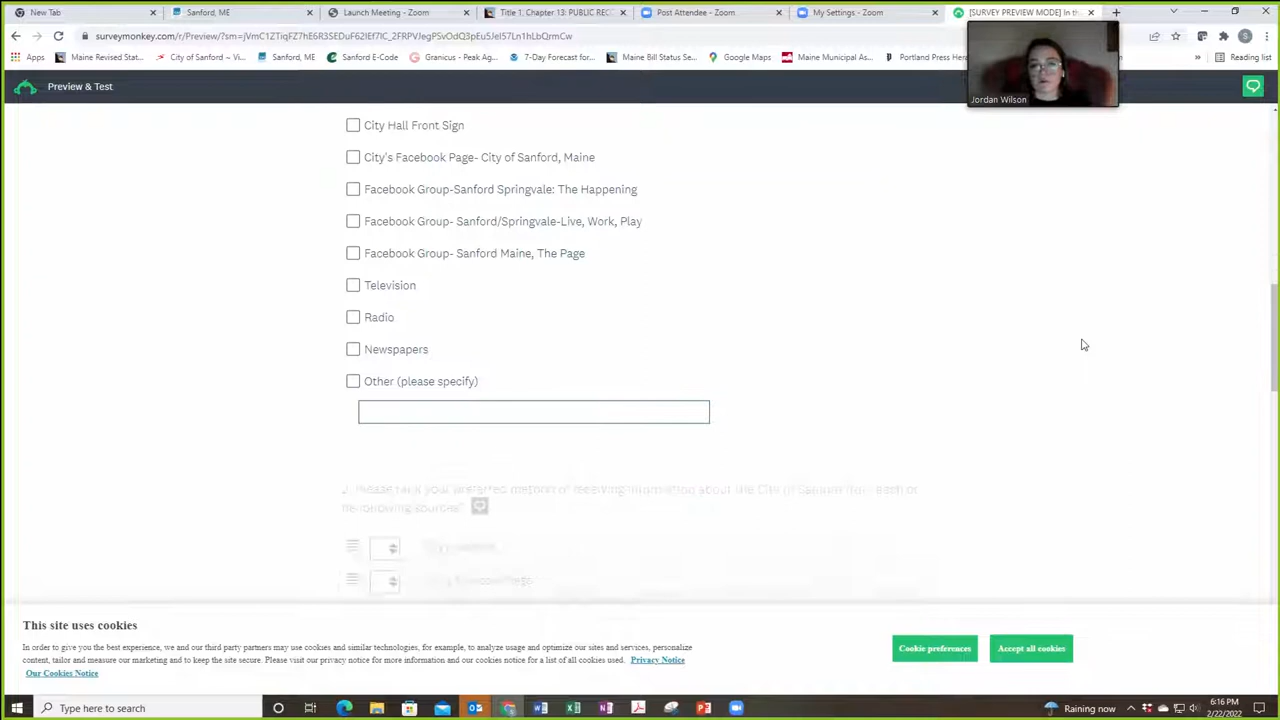 New Tab
Sanford, ME
Launch Meeting - Zoom
Title 1, Chapter 13: PUBLIC REC
Post Attendee - Zoom
My Settings - Zoom
[SURVEY PREVIEW MODE] In th
Maine Revised Stat...
City of Sanford – Vi...
Sanford, ME
Sanford E-Code
Granicus - Peak Ag...
7-Day Forecast for...
Maine Bill Status Se...
Google Maps
Maine Municipal As...
Portland Press Hera
Apps
Reading list
Preview & Test
Jordan Wilson
City Hall Front Sign
City's Facebook Page- City of Sanford, Maine
Facebook Group-Sanford Springvale: The Happening
Facebook Group- Sanford/Springvale-Live, Work, Play
Facebook Group- Sanford Maine, The Page
Television
Radio
Newspapers
Other (please specify)
This site uses cookies
In order to give you the best experience, we and our third party partners may use cookies and similar technologies, for example, to analyze usage and optimize our sites and services, personalize
content, tailor and measure our marketing and to keep the site secure. Please visit our privacy notice for more information and our cookies notice for a list of all cookies used. Privacy Notice
Our Cookies Notice
Cookie preferences
Accept all cookies
Type here to search
Raining now
6:16 PM
2/22/2022